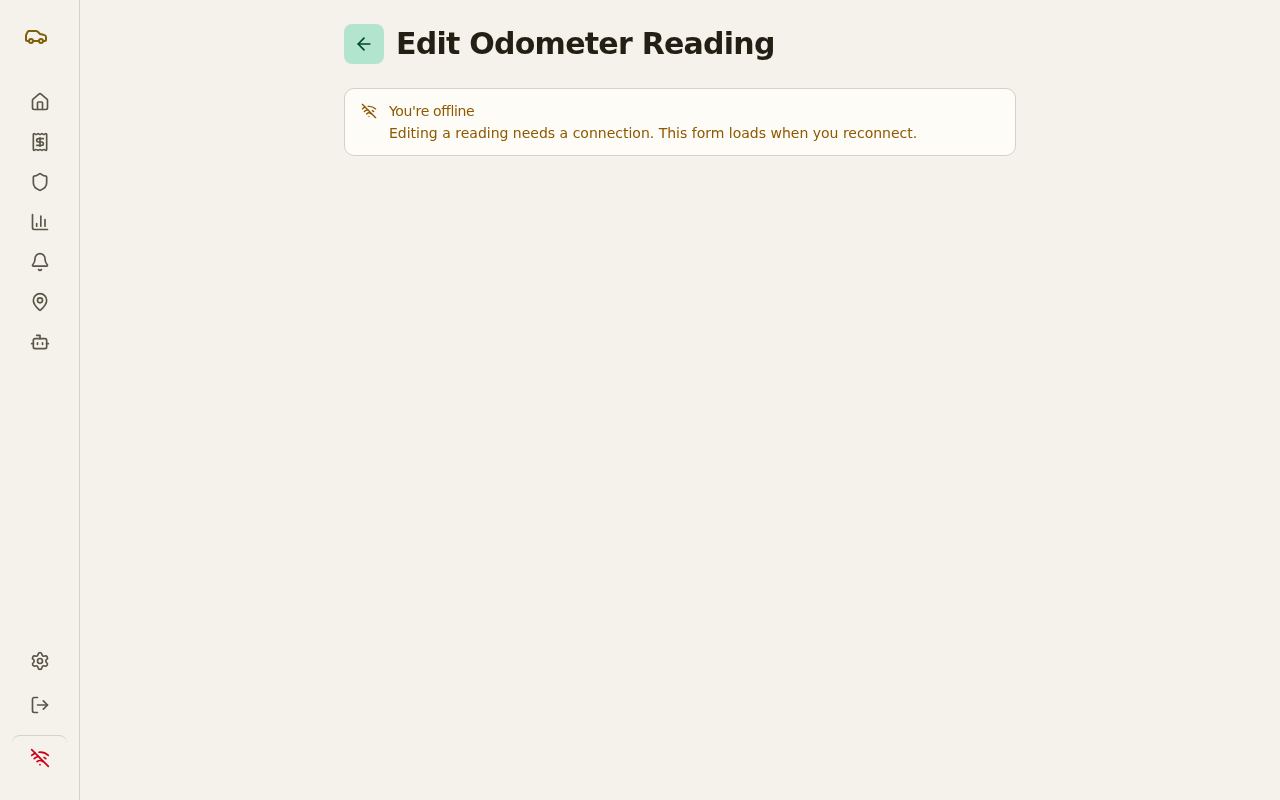 Edit Odometer Reading
You're offline
Editing a reading needs a connection. This form loads when you reconnect.